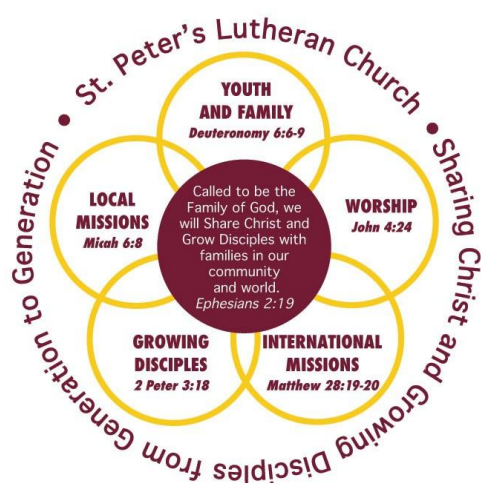 St. Peter's Lutheran Church • Sharing Christ and Growing Disciples from Generation to Generation •
YOUTH
AND FAMILY
Deuteronomy 6:6-9
LOCAL
MISSIONS
Micah 6:8
Called to be the
Family of God, we
will Share Christ and
Grow Disciples with
families in our
community
and world.
Ephesians 2:19
WORSHIP
John 4:24
GROWING
DISCIPLES
2 Peter 3:18
INTERNATIONAL
MISSIONS
Matthew 28:19-20